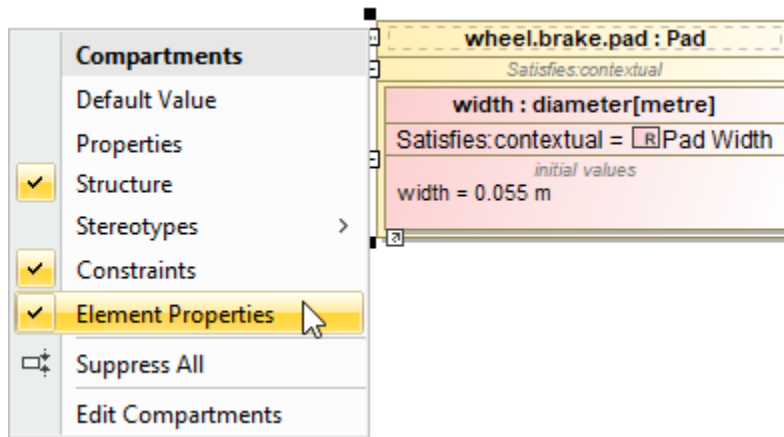 Compartments
Default Value
Properties
Structure
Stereotypes
Constraints
Element Properties
Suppress All
Edit Compartments
wheel.brake.pad : Pad
Satisfies:contextual
width : diameter[metre]
Satisfies:contextual = R Pad Width
initial values
width = 0.055 m